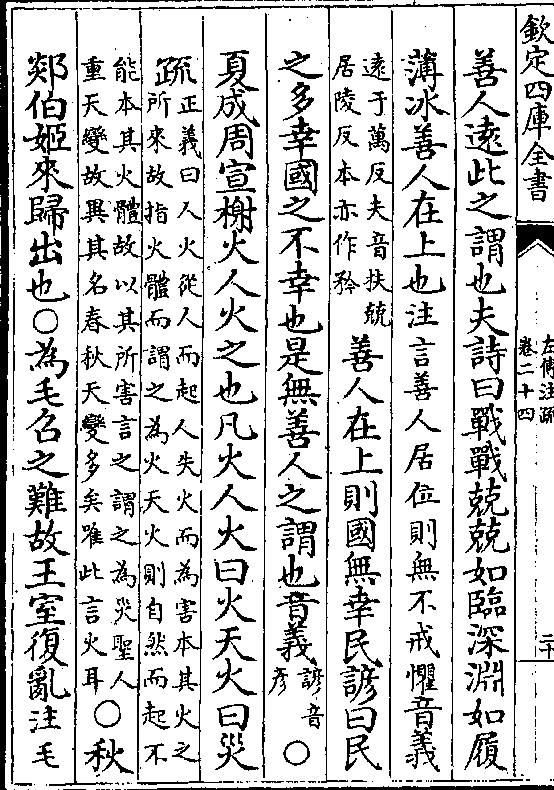 欽定四庫全書
左傳注疏
卷二十四
二十
善人遠此之謂也夫詩曰戰戰兢兢如臨深淵如履
薄冰善人在上也注言善人居位則無不戒懼音義
遠于萬反夫音扶兢
居陵反本亦作矜
善人在上則國無幸民諺曰民
之多幸國之不幸也是無善人之謂也音義
諺音
彦
○
夏成周宣榭火人火之也凡火人火曰火天火曰災
疏
正義曰人火從人而起人失火而為害本其火之
所來故指火體而謂之為火天火則自然而起不
能本其火體故以其所害言之謂之為災聖人
重天變故異其名春秋天變多矣唯此言火耳
○秋
郯伯姬來歸出也○為毛召之難故王室復亂注毛